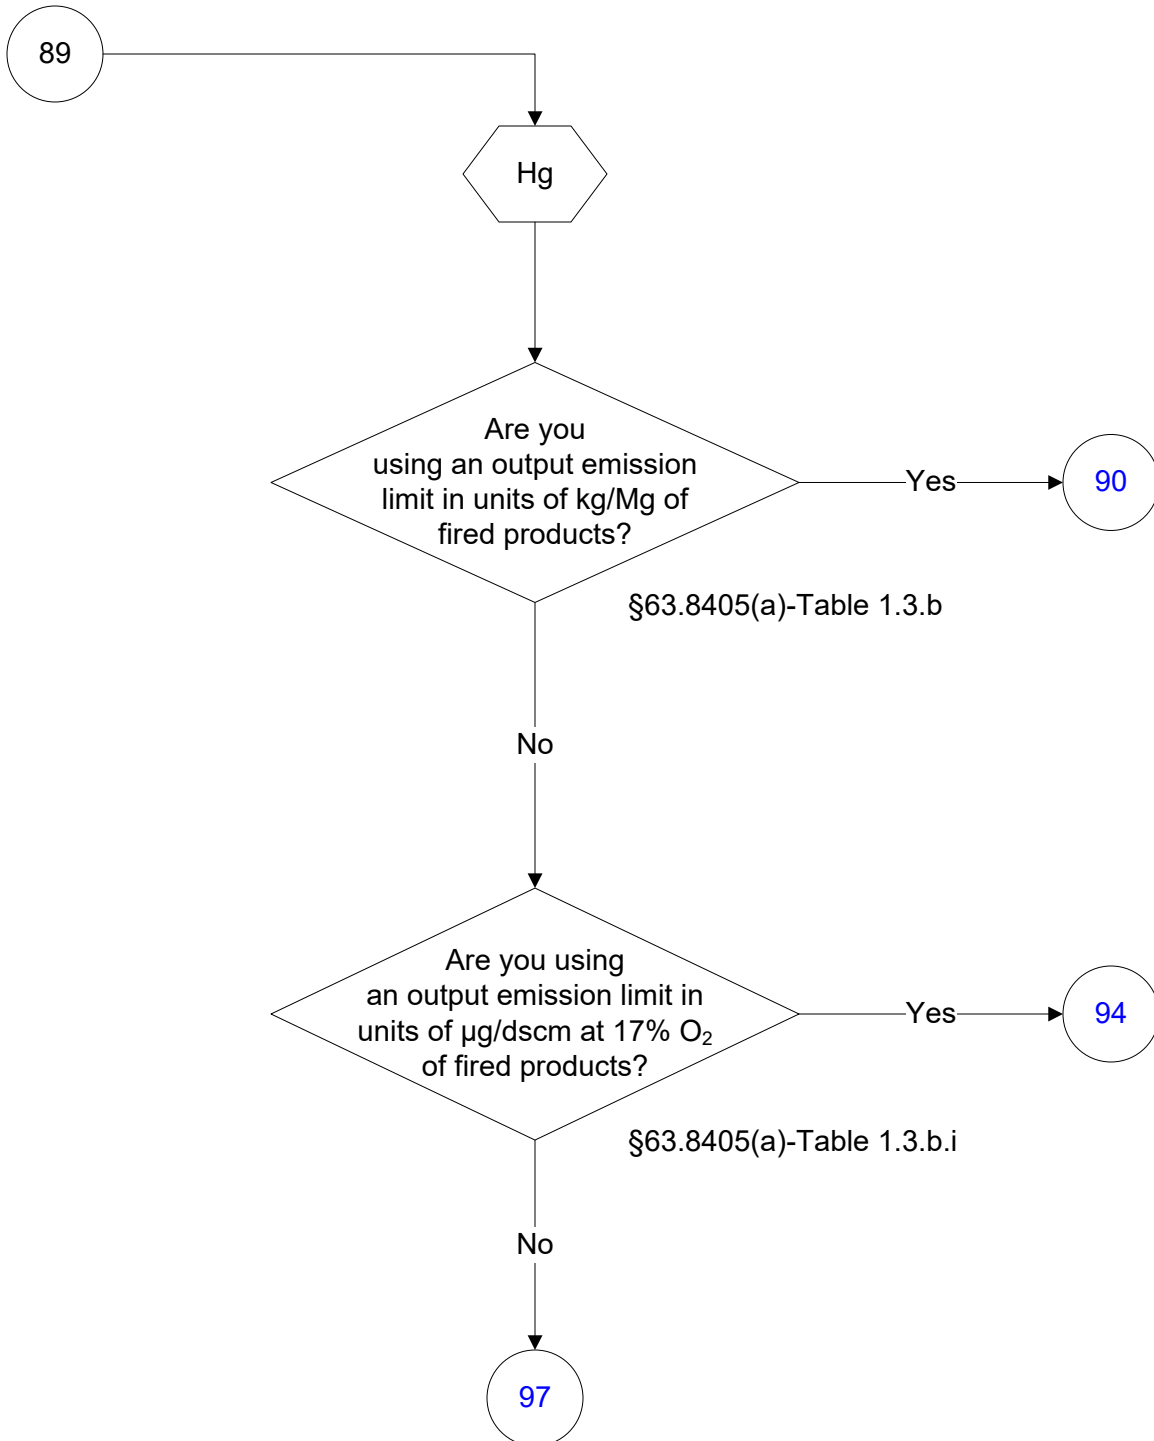 89
Hg
Are you
using an output emission
limit in units of kg/Mg of
fired products?
Yes
90
§63.8405(a)-Table 1.3.b
No
Are you using
an output emission limit in
units of µg/dscm at 17% O₂
of fired products?
Yes
94
§63.8405(a)-Table 1.3.b.i
No
97